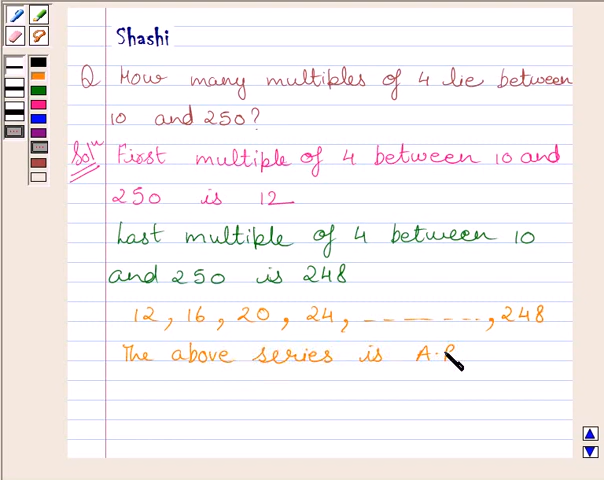 Shashi
Q How many multiples of 4 lie between
10 and 250?
Solⁿ First multiple of 4 between 10 and
250 is 12
Last multiple of 4 between 10
and 250 is 248
12, 16, 20, 24, -------, 248
The above series is A.P